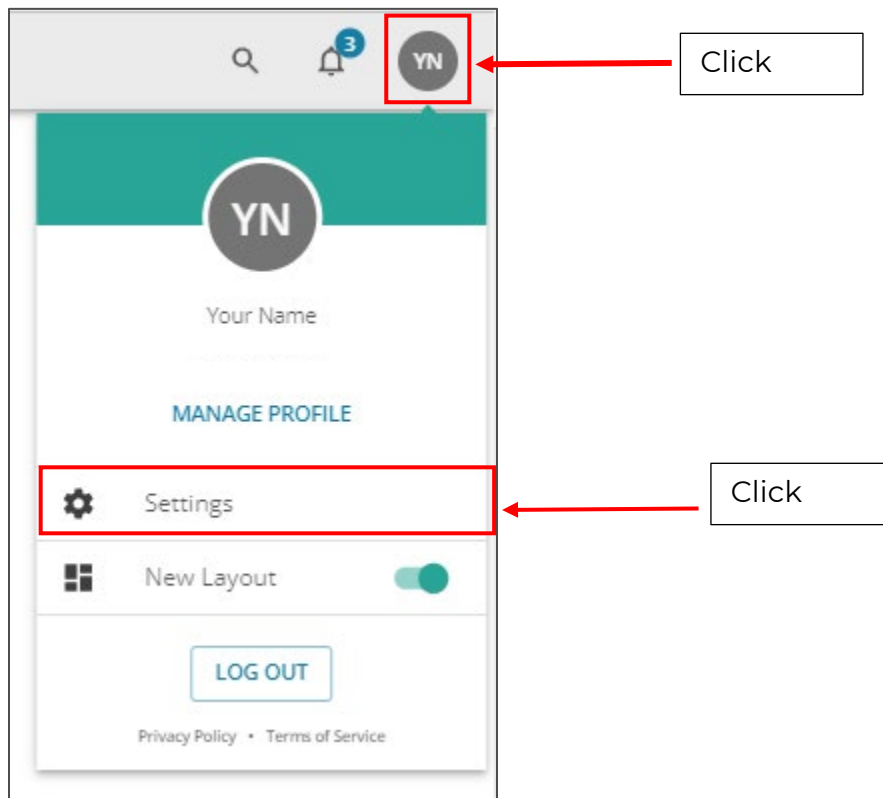 3
YN
Click
YN
Your Name
MANAGE PROFILE
Settings
Click
New Layout
LOG OUT
Privacy Policy • Terms of Service